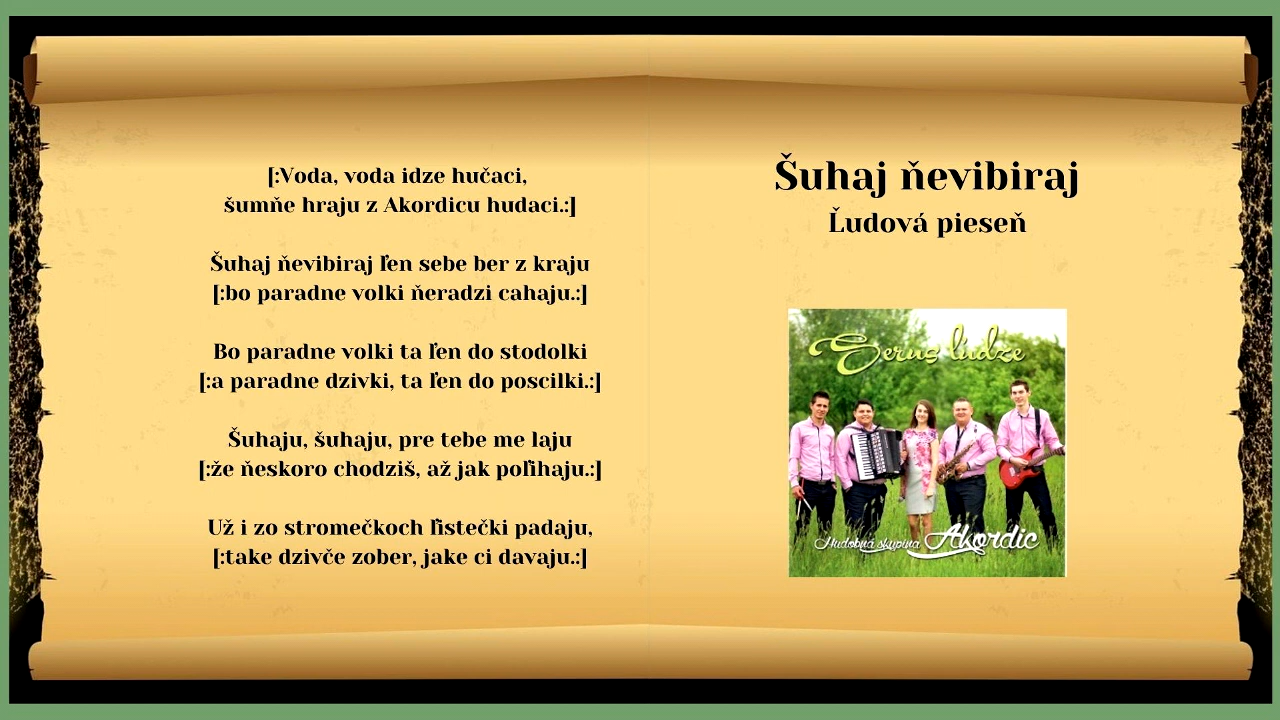 [:Voda, voda idze hučaci,
šumňe hraju z Akordicu hudaci.:]
Šuhaj ňevibiraj ľen sebe ber z kraju
[:bo paradne volki ňeradzi cahaju.:]
Bo paradne volki ta ľen do stodolki
[:a paradne dzivki, ta ľen do poscilki.:]
Šuhaju, šuhaju, pre tebe me laju
[:že ňeskoro chodziš, až jak poľihaju.:]
Už i zo stromečkoch ľistečki padaju,
[:take dzivče zober, jake ci davaju.:]
Šuhaj ňevibiraj
Ľudová pieseň
Servus ľudze
Hudobná skupina Akordic